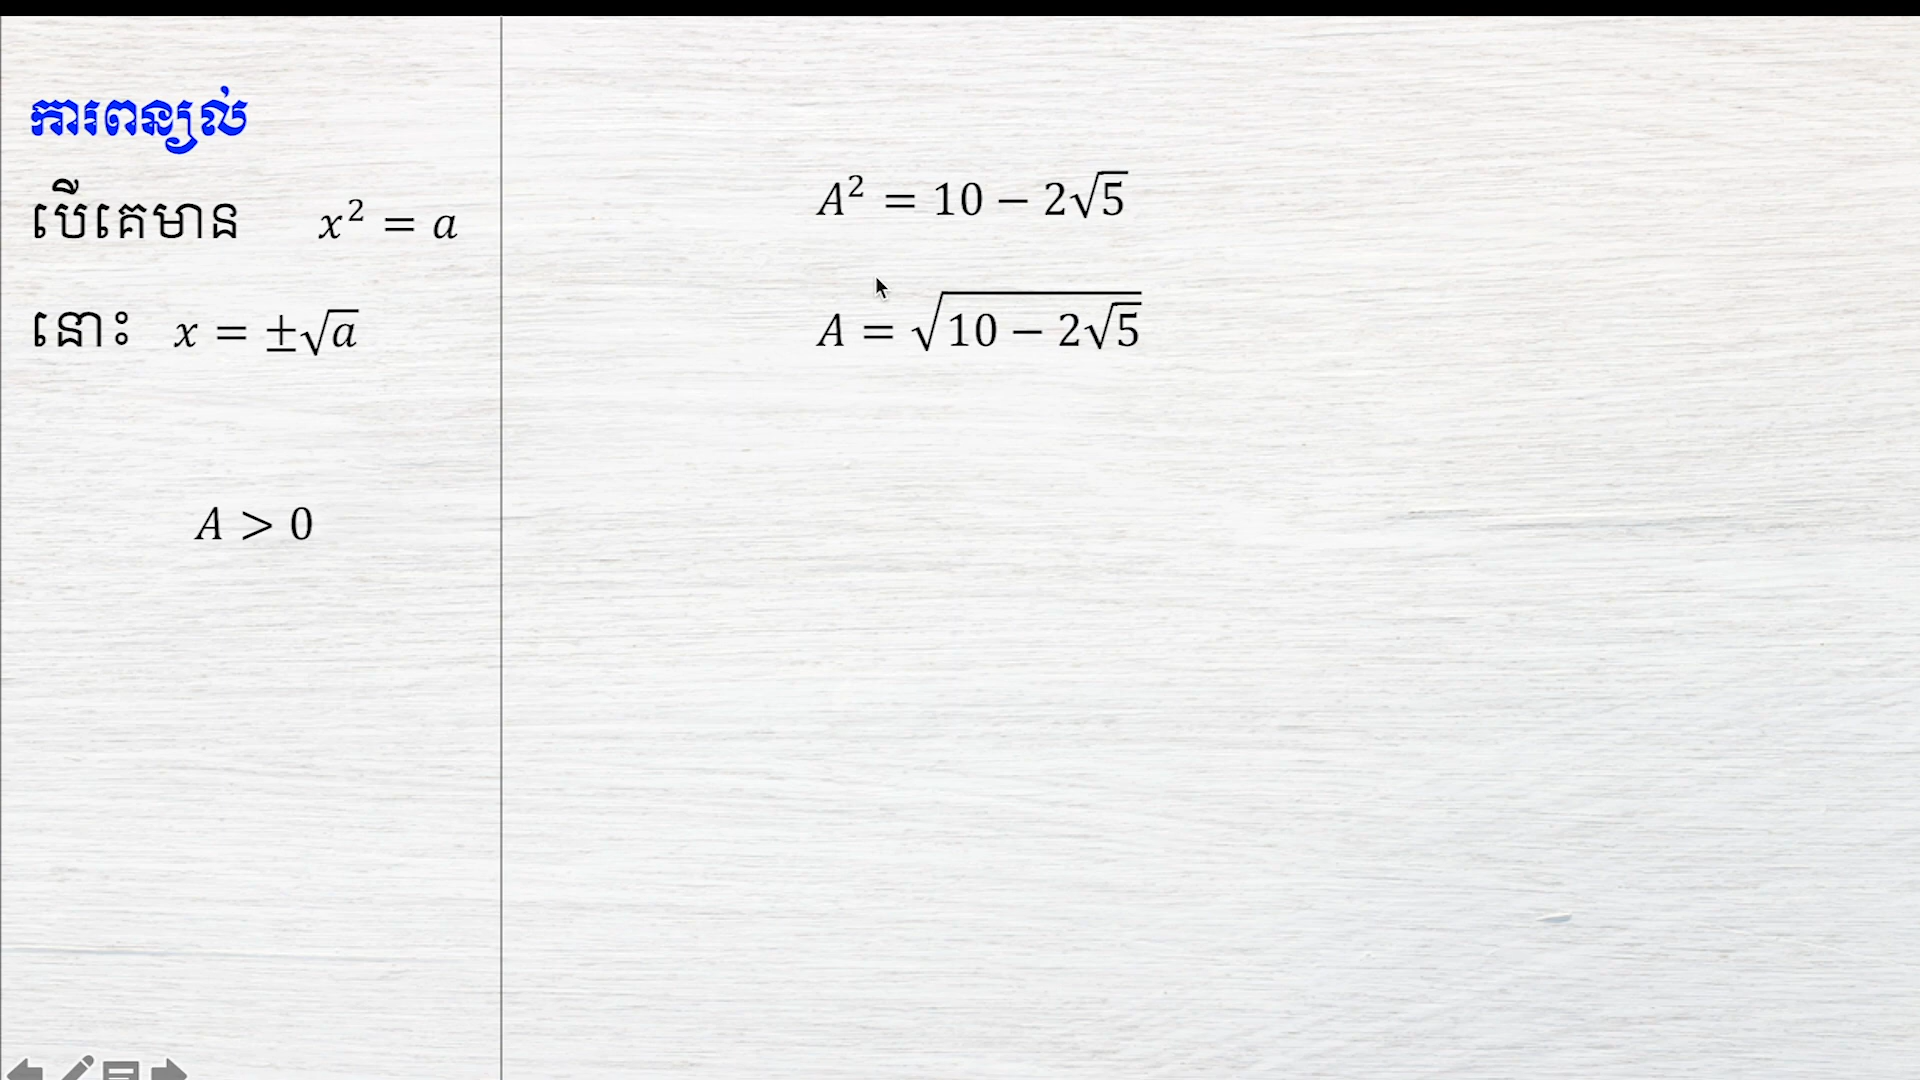 ការពន្យល់
បើគេមាន x² = a
នោះ x = ±√a
A > 0
A² = 10 − 2√5
A = √(10 − 2√5)